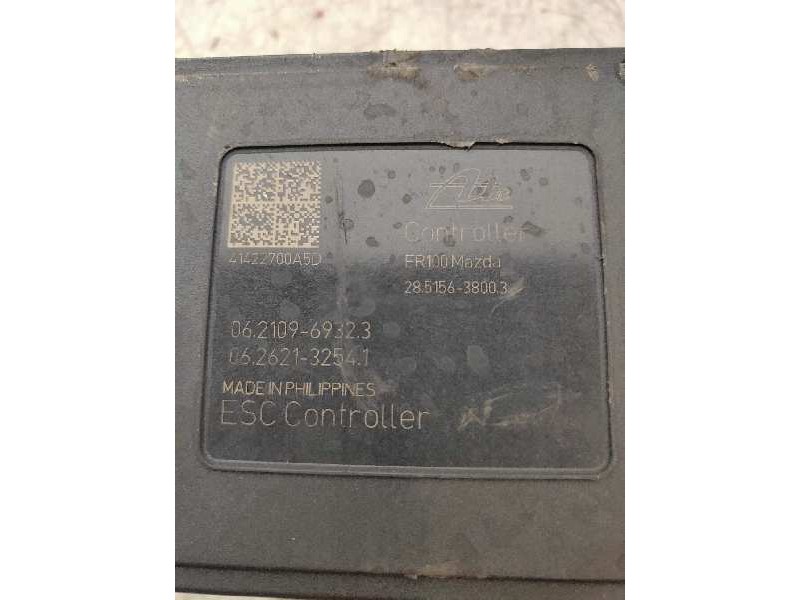 Ate
Controller
41422700A5D
FR100 Mazda
28.5156-3800.3
06.2109-6932.3
06.2621-3254.1
MADE IN PHILIPPINES
ESC Controller